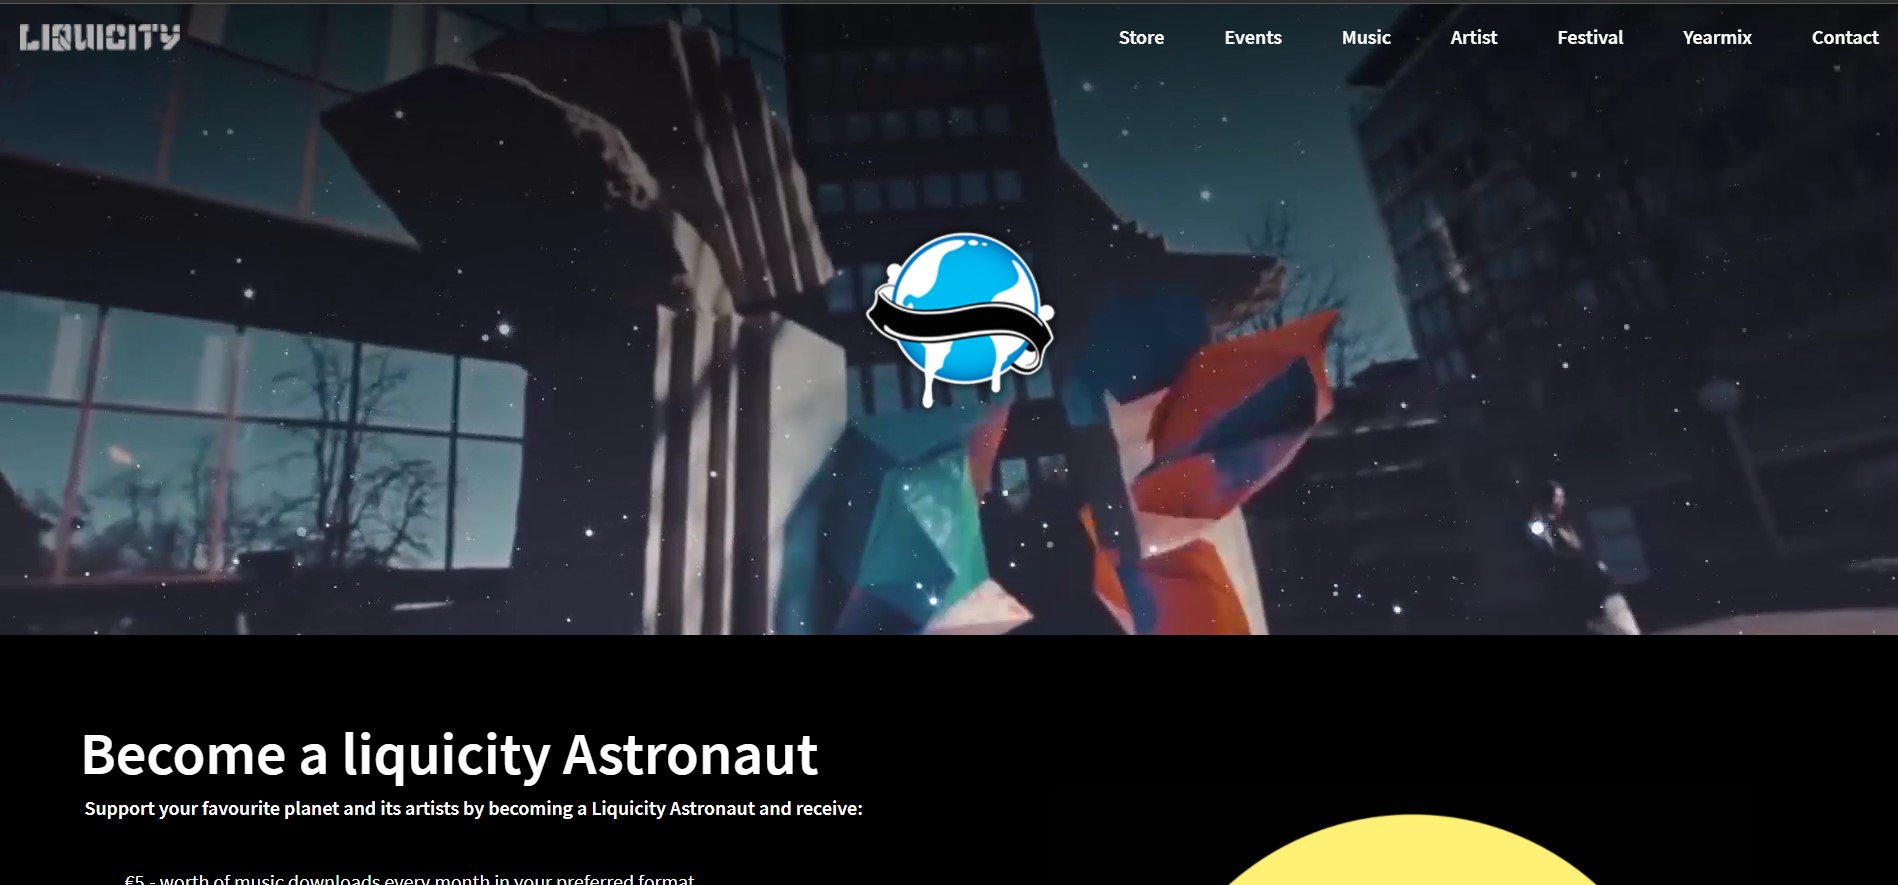 LIQUICITY
Store Events Music Artist Festival Yearmix Contact
Become a liquicity Astronaut
Support your favourite planet and its artists by becoming a Liquicity Astronaut and receive:
€5 - worth of music downloads every month in your preferred format